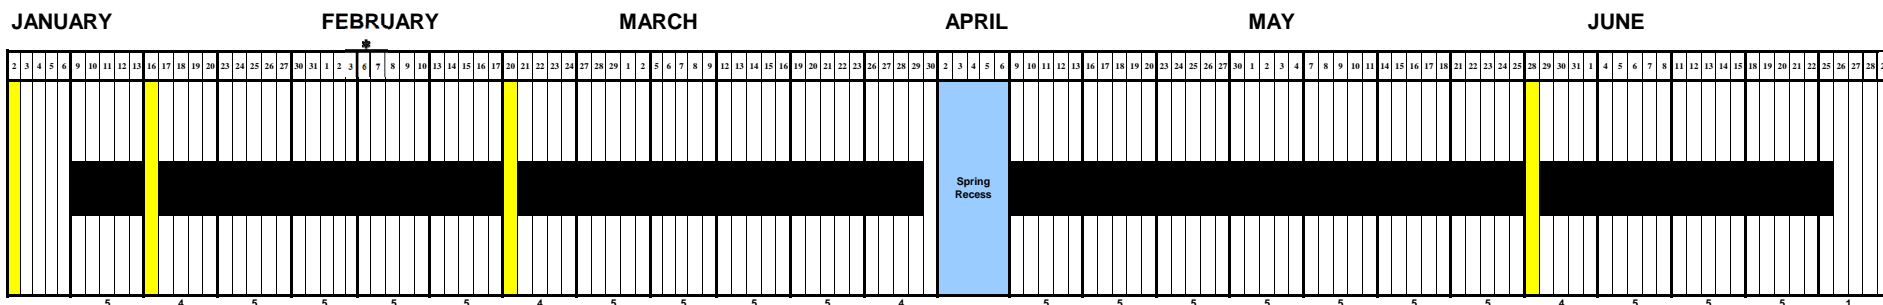 JANUARY FEBRUARY MARCH APRIL MAY JUNE
*
2 3 4 5 6 9 10 11 12 13 16 17 18 19 20 23 24 25 26 27 30 31 1 2 3 6 7 8 9 10 13 14 15 16 17 20 21 22 23 24 27 28 29 1 2 5 6 7 8 9 12 13 14 15 16 19 20 21 22 23 26 27 28 29 30 2 3 4 5 6 9 10 11 12 13 16 17 18 19 20 23 24 25 26 27 30 1 2 3 4 7 8 9 10 11 14 15 16 17 18 21 22 23 24 25 28 29 30 31 1 4 5 6 7 8 11 12 13 14 15 18 19 20 21 22 25 26 27 28
Spring
Recess
5 4 5 5 5 5 4 5 5 5 4 5 5 5 5 5 5 5 4 5 5 5 1